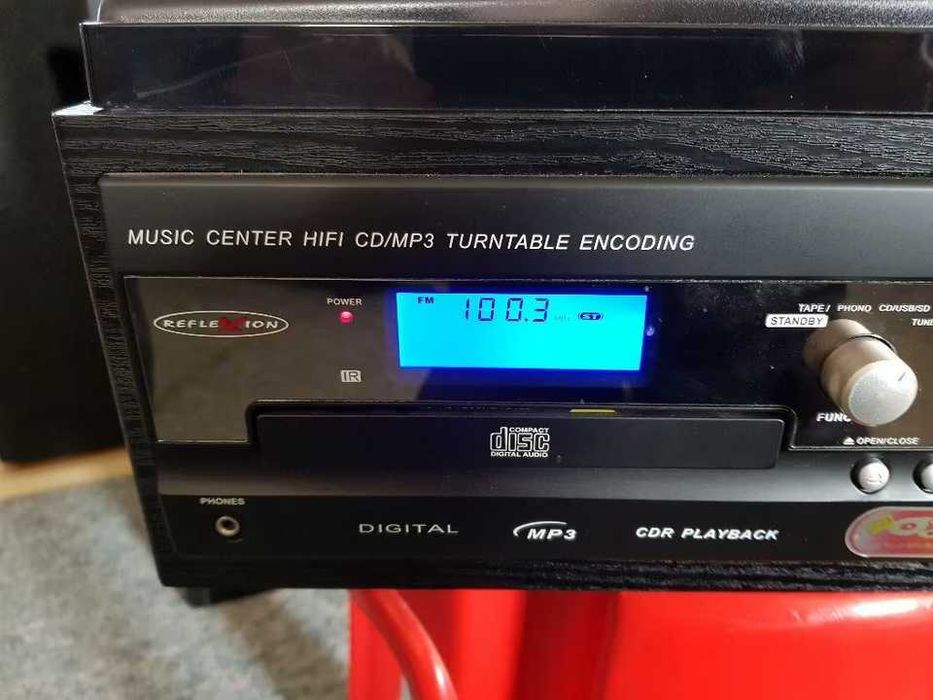 MUSIC CENTER HIFI CD/MP3 TURNTABLE ENCODING
REFLEXION
POWER
FM
100.3 MHz ST
IR
TAPE / PHONO CD/USB/SD
STANDBY
OPEN/CLOSE
COMPACT
disc
DIGITAL AUDIO
PHONES
DIGITAL
MP3
CDR PLAYBACK